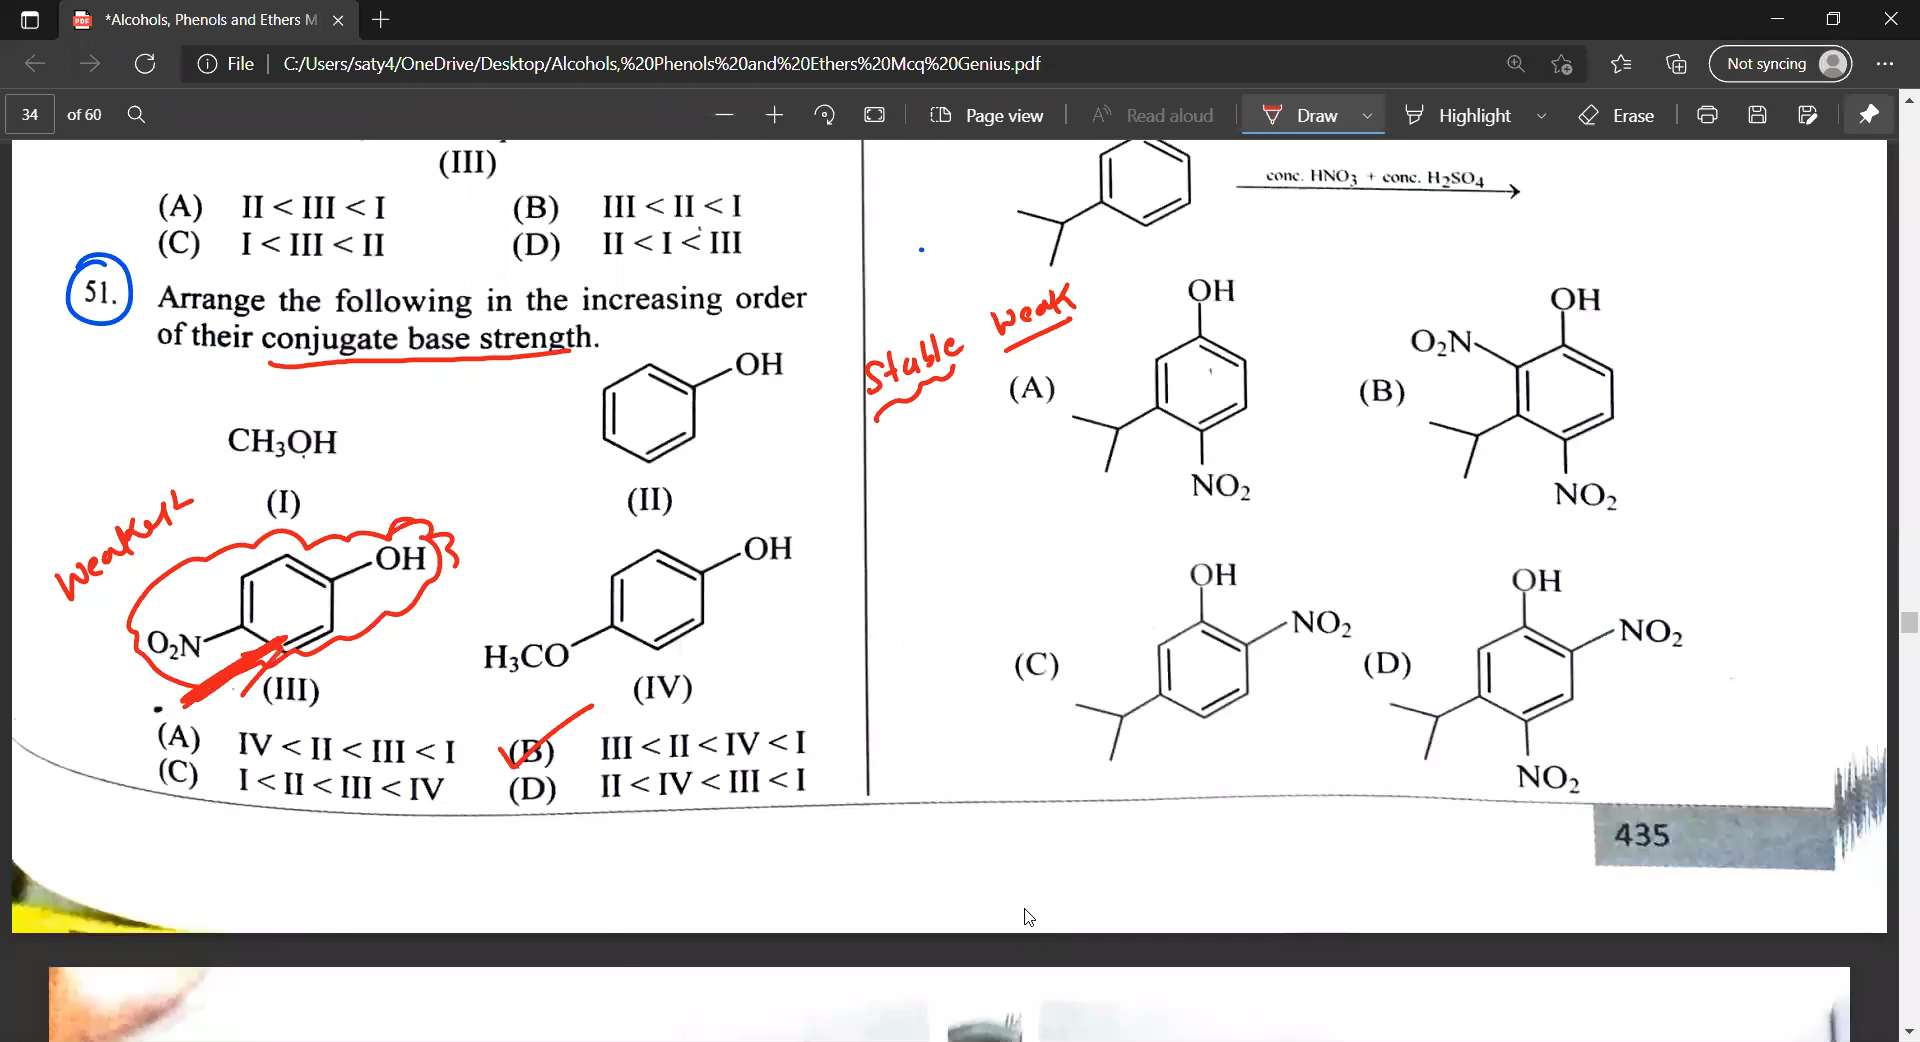 *Alcohols, Phenols and Ethers M
File
C:/Users/saty4/OneDrive/Desktop/Alcohols,%20Phenols%20and%20Ethers%20Mcq%20Genius.pdf
Not syncing
34 of 60
Page view
Read aloud
Draw
Highlight
Erase
(III)
(A) II < III < I (B) III < II < I
(C) I < III < II (D) II < I < III
51. Arrange the following in the increasing order
of their conjugate base strength.
OH
CH₃OH
(I) (II)
Weaker
OH
O₂N
(III)
OH
H₃CO
(IV)
(A) IV < II < III < I (B) III < II < IV < I
(C) I < II < III < IV (D) II < IV < III < I
conc. HNO₃ + conc. H₂SO₄
Stable Weak
(A)
OH
NO₂
(B)
OH
O₂N
NO₂
(C)
OH
NO₂
(D)
OH
NO₂
NO₂
435